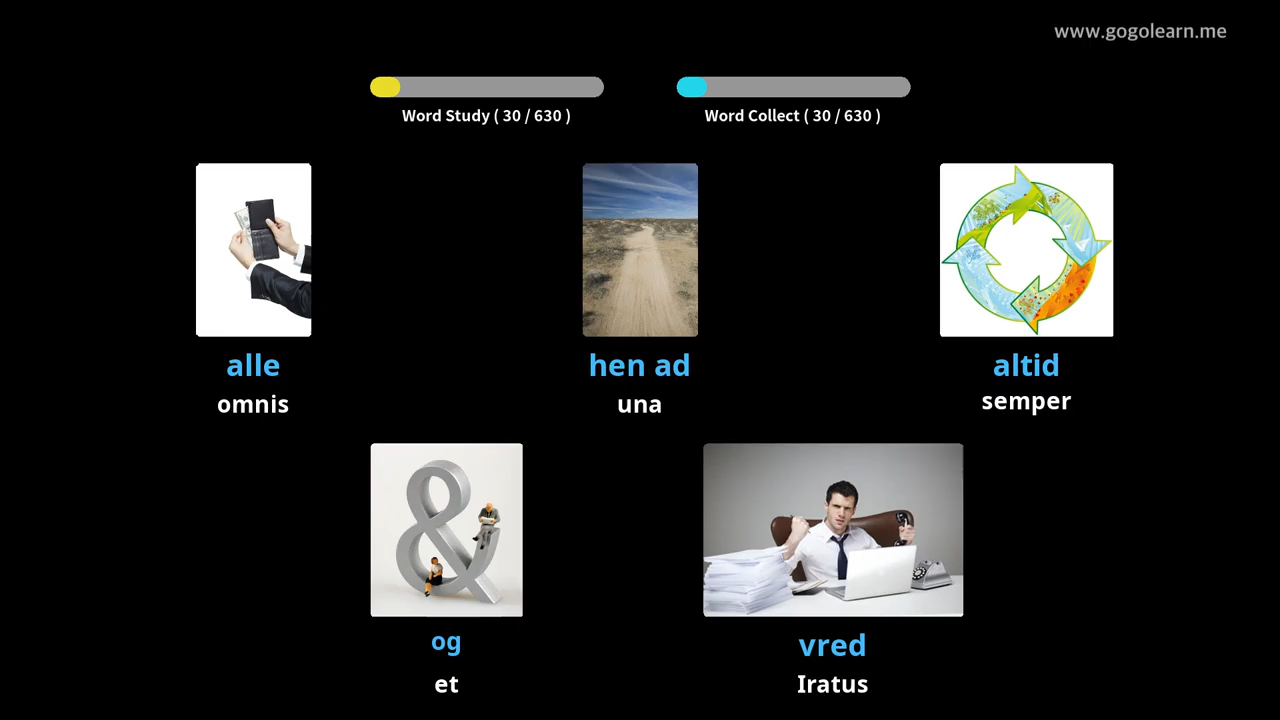 www.gogolearn.me
Word Study ( 30 / 630 )
Word Collect ( 30 / 630 )
alle
omnis
hen ad
una
altid
semper
og
et
vred
Iratus